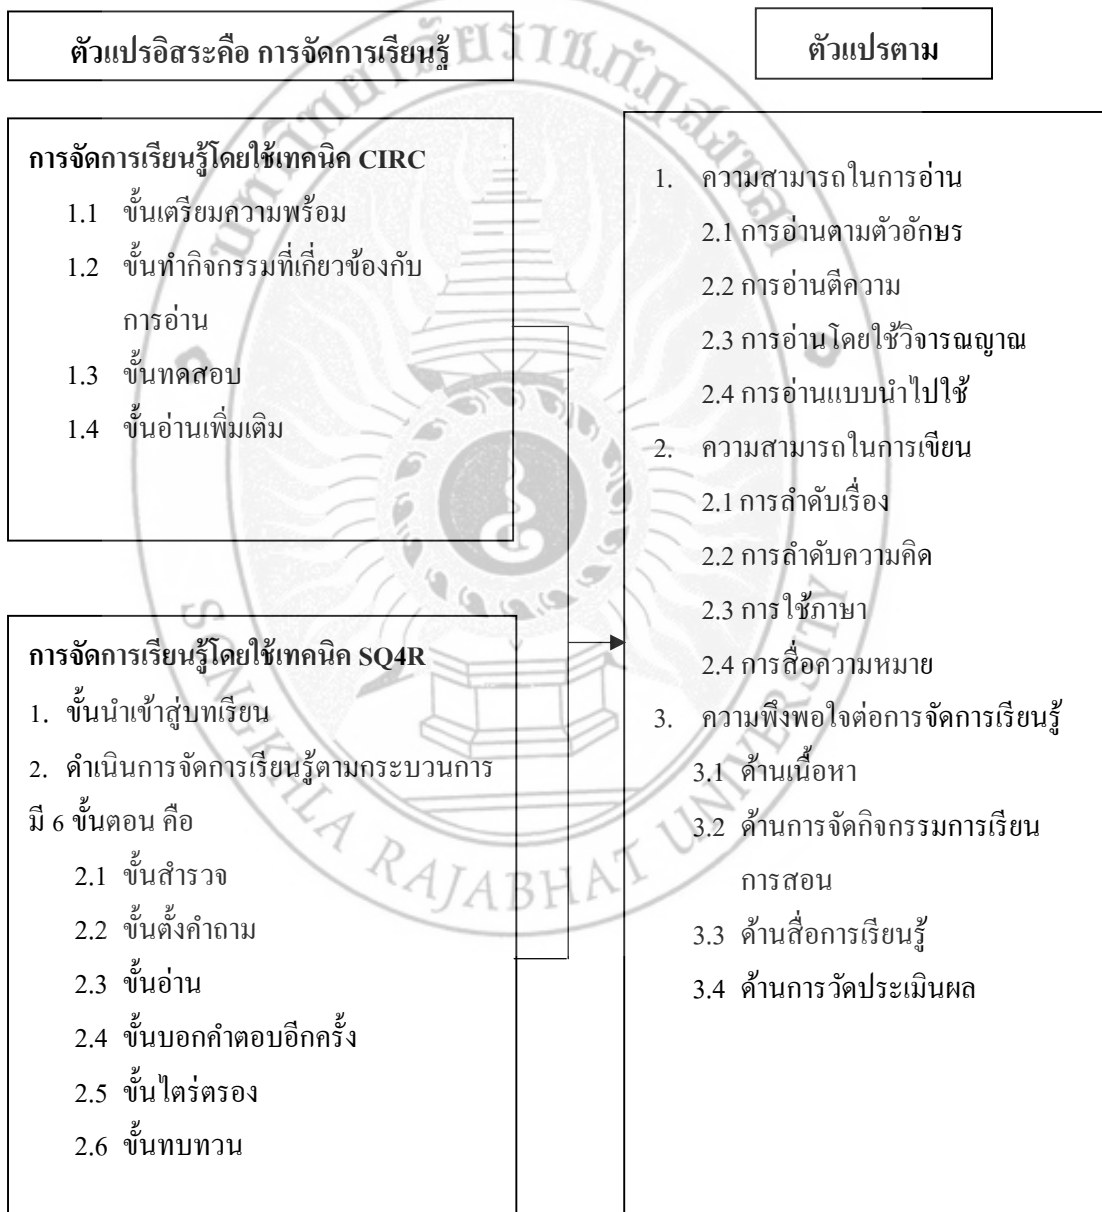 ตัวแปรอิสระคือ การจัดการเรียนรู้
ตัวแปรตาม
การจัดการเรียนรู้โดยใช้เทคนิค CIRC
1.1 ขั้นเตรียมความพร้อม
1.2 ขั้นทำกิจกรรมที่เกี่ยวข้องกับ
การอ่าน
1.3 ขั้นทดสอบ
1.4 ขั้นอ่านเพิ่มเติม
การจัดการเรียนรู้โดยใช้เทคนิค SQ4R
1. ขั้นนำเข้าสู่บทเรียน
2. ดำเนินการจัดการเรียนรู้ตามกระบวนการ
มี 6 ขั้นตอน คือ
2.1 ขั้นสำรวจ
2.2 ขั้นตั้งคำถาม
2.3 ขั้นอ่าน
2.4 ขั้นบอกคำตอบอีกครั้ง
2.5 ขั้นไตร่ตรอง
2.6 ขั้นทบทวน
1. ความสามารถในการอ่าน
2.1 การอ่านตามตัวอักษร
2.2 การอ่านตีความ
2.3 การอ่านโดยใช้วิจารณญาณ
2.4 การอ่านแบบนำไปใช้
2. ความสามารถในการเขียน
2.1 การลำดับเรื่อง
2.2 การลำดับความคิด
2.3 การใช้ภาษา
2.4 การสื่อความหมาย
3. ความพึงพอใจต่อการจัดการเรียนรู้
3.1 ด้านเนื้อหา
3.2 ด้านการจัดกิจกรรมการเรียน
การสอน
3.3 ด้านสื่อการเรียนรู้
3.4 ด้านการวัดประเมินผล
มหาวิทยาลัยราชภัฏสงขลา
SONGKHLA RAJABHAT UNIVERSITY